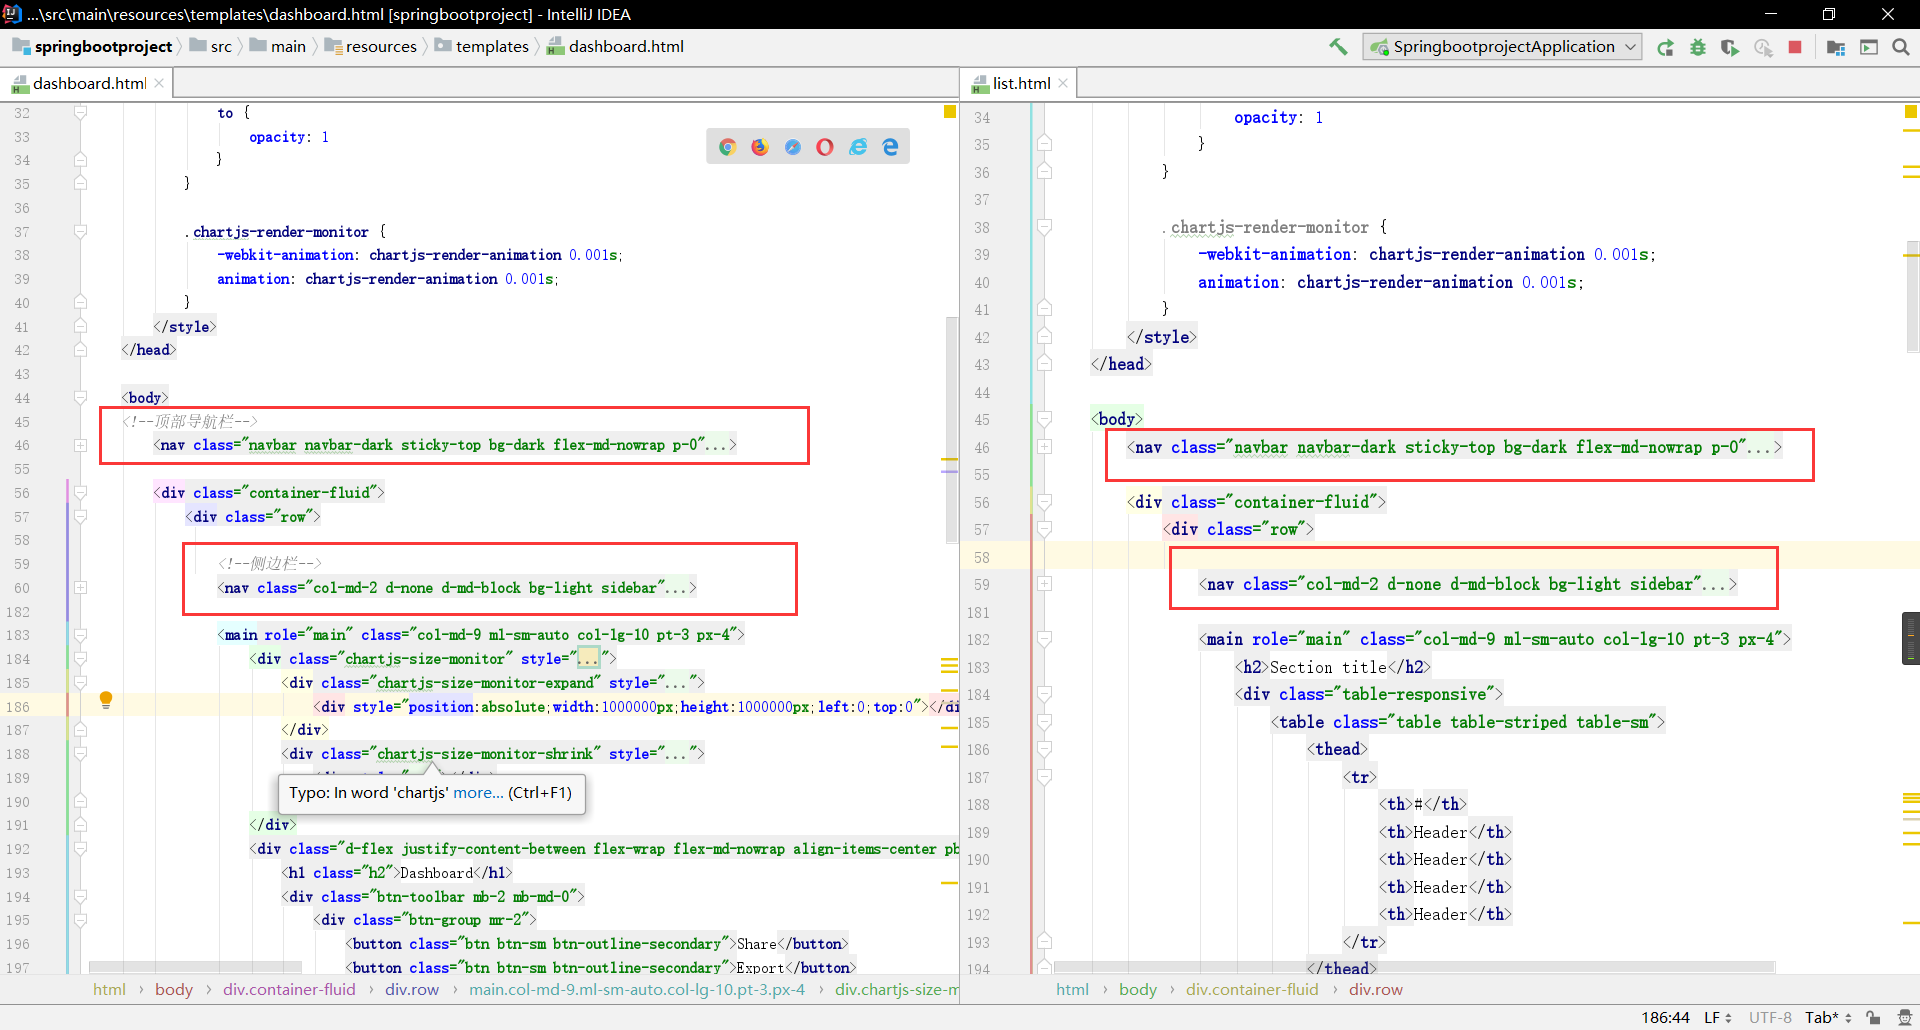 ...\src\main\resources\templates\dashboard.html [springbootproject] - IntelliJ IDEA
springbootproject src main resources templates dashboard.html
SpringbootprojectApplication
dashboard.html
32 to {
33 opacity: 1
34 }
35 }
36
37 .chartjs-render-monitor {
38 -webkit-animation: chartjs-render-animation 0.001s;
39 animation: chartjs-render-animation 0.001s;
40 }
41 </style>
42 </head>
43
44 <body>
45 <!--顶部导航栏-->
46 <nav class="navbar navbar-dark sticky-top bg-dark flex-md-nowrap p-0"...>
55
56 <div class="container-fluid">
57 <div class="row">
58
59 <!--侧边栏-->
60 <nav class="col-md-2 d-none d-md-block bg-light sidebar"...>
182
183 <main role="main" class="col-md-9 ml-sm-auto col-lg-10 pt-3 px-4">
184 <div class="chartjs-size-monitor" style="...">
185 <div class="chartjs-size-monitor-expand" style="...">
186 <div style="position:absolute;width:1000000px;height:1000000px;left:0;top:0"></di
187 </div>
188 <div class="chartjs-size-monitor-shrink" style="...">
189
Typo: In word 'chartjs' more... (Ctrl+F1)
190
191 </div>
192 <div class="d-flex justify-content-between flex-wrap flex-md-nowrap align-items-center pb
193 <h1 class="h2">Dashboard</h1>
194 <div class="btn-toolbar mb-2 mb-md-0">
195 <div class="btn-group mr-2">
196 <button class="btn btn-sm btn-outline-secondary">Share</button>
197 <button class="btn btn-sm btn-outline-secondary">Export</button>
html › body › div.container-fluid › div.row › main.col-md-9.ml-sm-auto.col-lg-10.pt-3.px-4 › div.chartjs-size-m
list.html
34 opacity: 1
35 }
36 }
37
38 .chartjs-render-monitor {
39 -webkit-animation: chartjs-render-animation 0.001s;
40 animation: chartjs-render-animation 0.001s;
41 }
42 </style>
43 </head>
44
45 <body>
46 <nav class="navbar navbar-dark sticky-top bg-dark flex-md-nowrap p-0"...>
55
56 <div class="container-fluid">
57 <div class="row">
58
59 <nav class="col-md-2 d-none d-md-block bg-light sidebar"...>
181
182 <main role="main" class="col-md-9 ml-sm-auto col-lg-10 pt-3 px-4">
183 <h2>Section title</h2>
184 <div class="table-responsive">
185 <table class="table table-striped table-sm">
186 <thead>
187 <tr>
188 <th>#</th>
189 <th>Header</th>
190 <th>Header</th>
191 <th>Header</th>
192 <th>Header</th>
193 </tr>
194 </thead>
html › body › div.container-fluid › div.row
186:44 LF UTF-8 Tab*